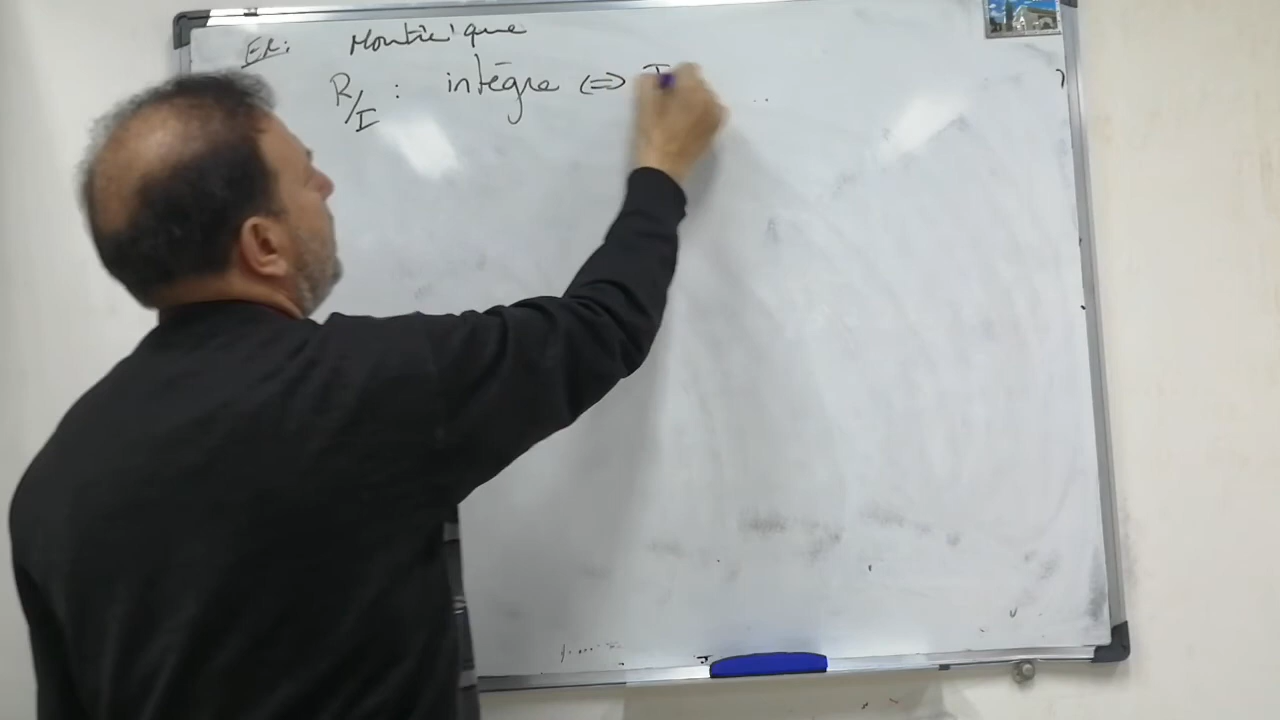 Ex: Montrer que
R/I : intègre <=> I